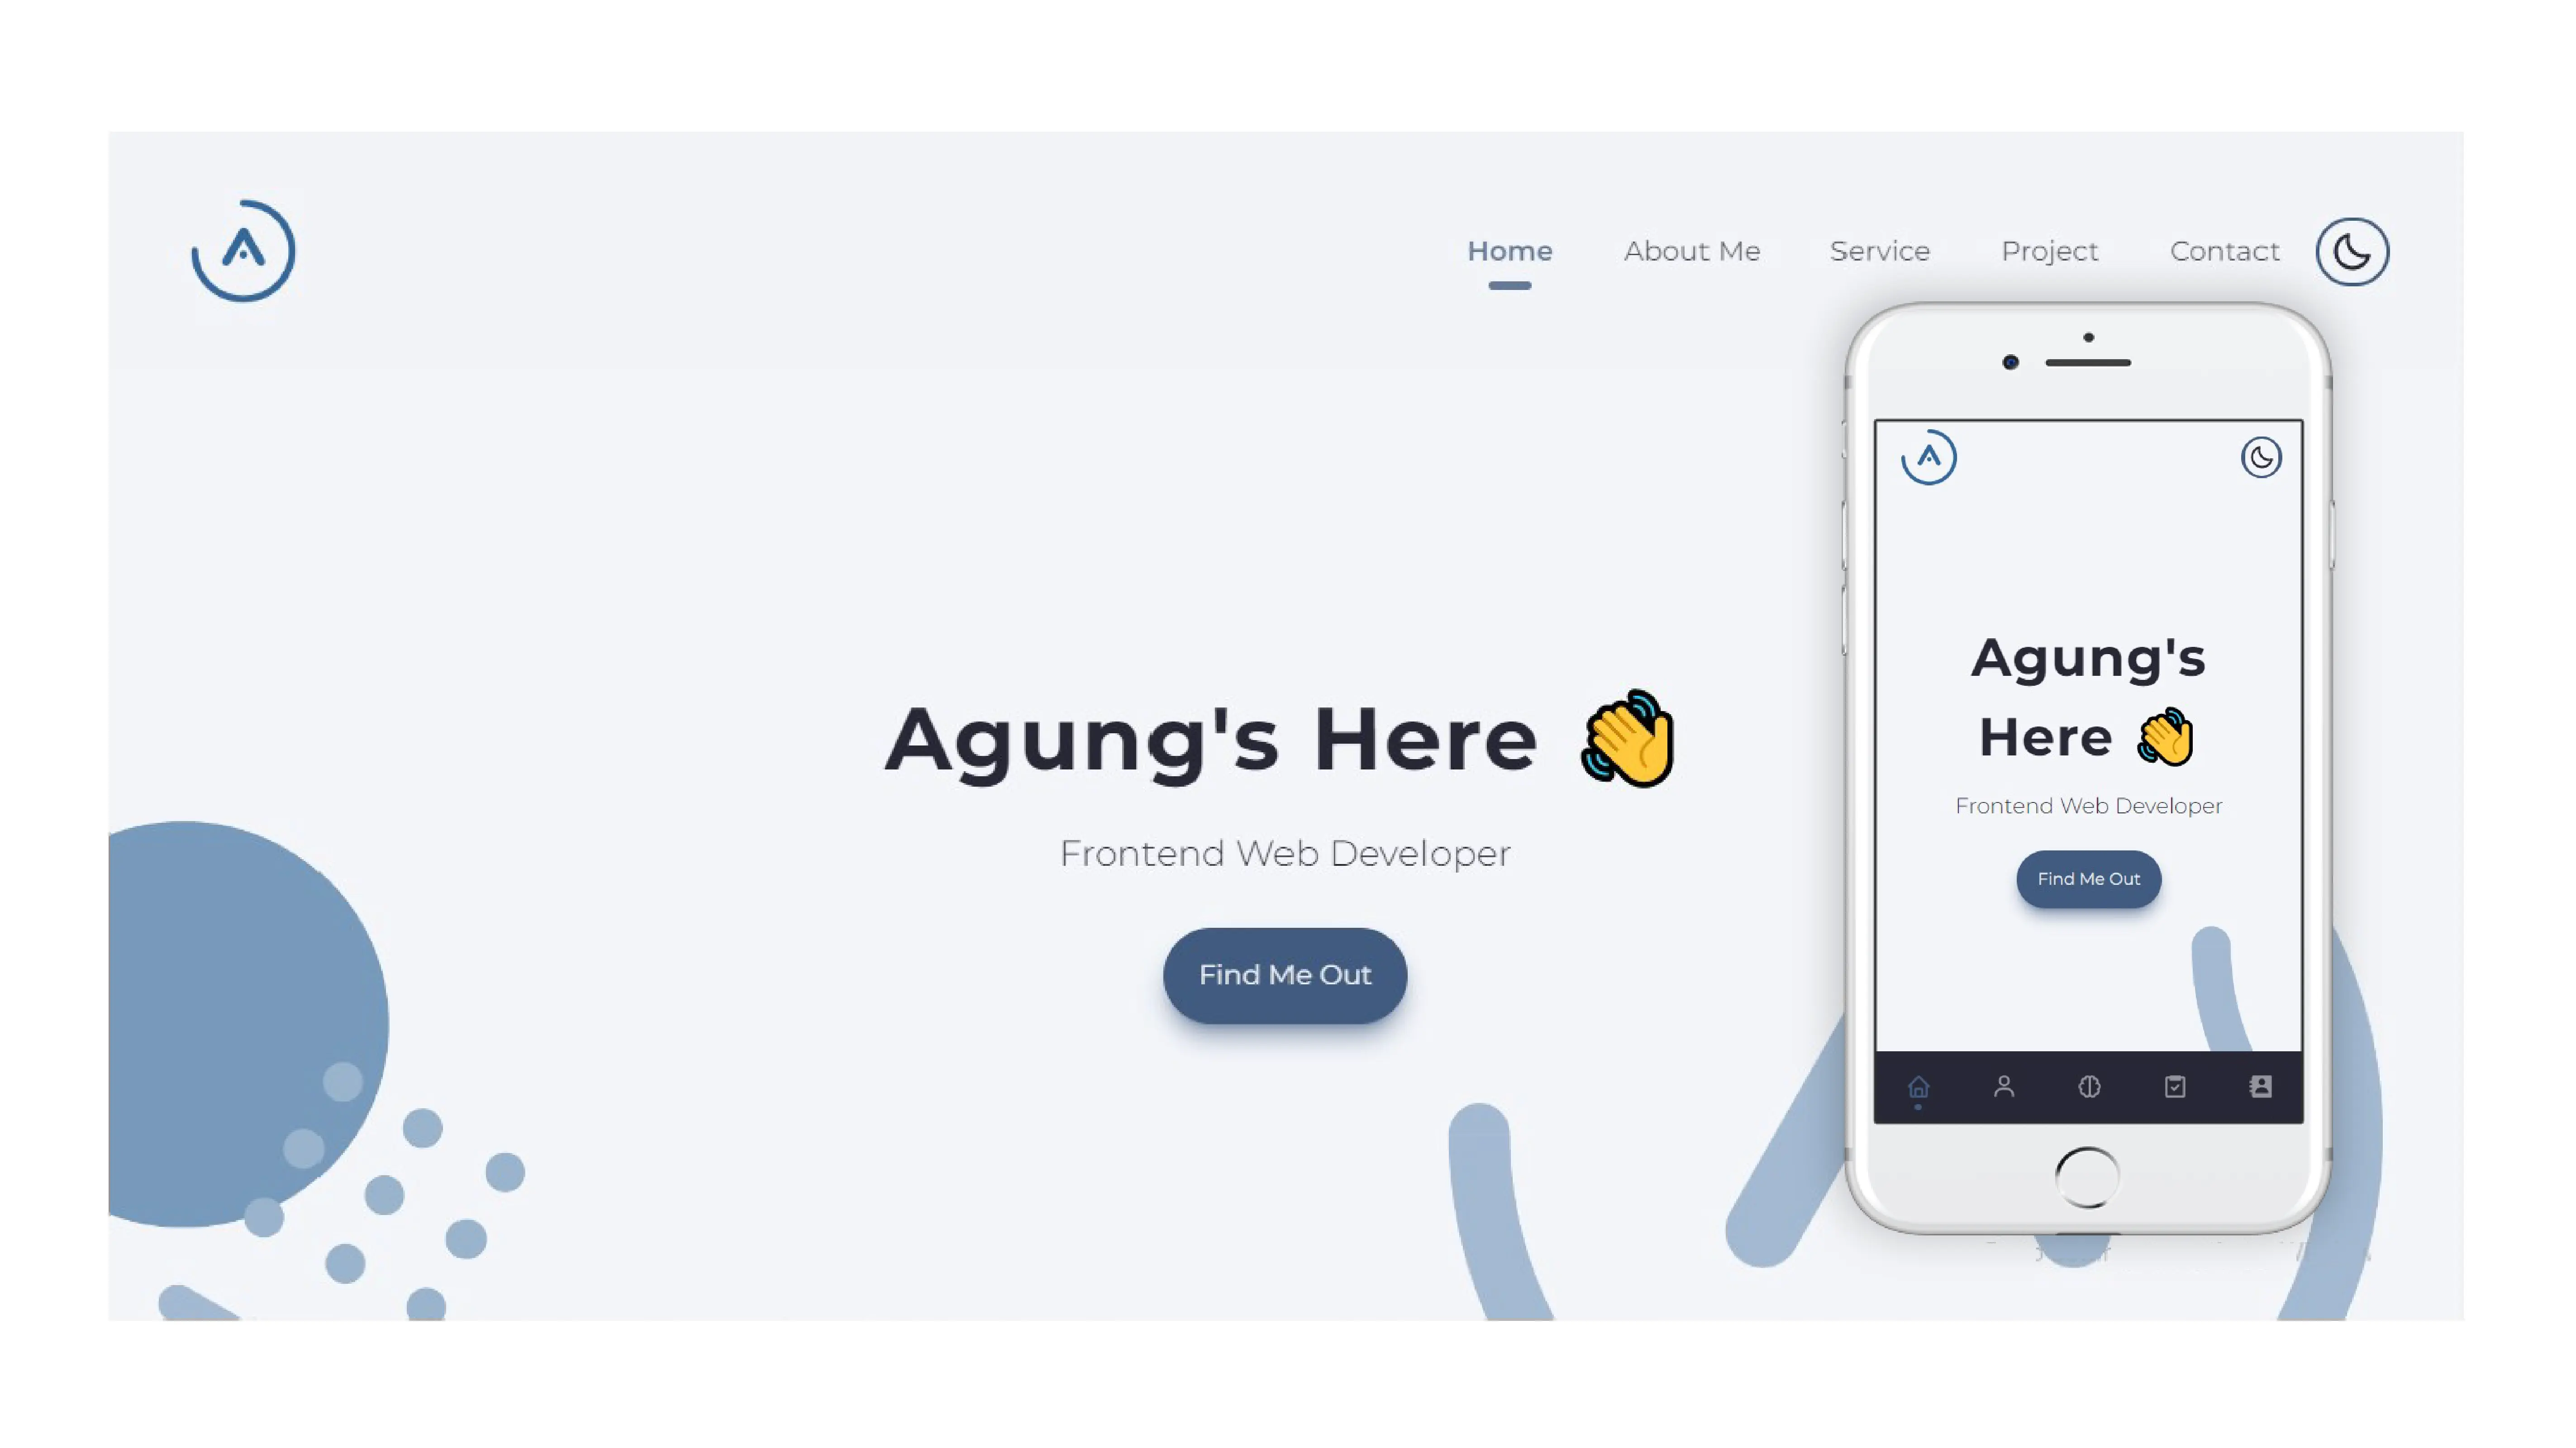 Home About Me Service Project Contact
Agung's Here 👋
Frontend Web Developer
Find Me Out
Agung's
Here 👋
Frontend Web Developer
Find Me Out